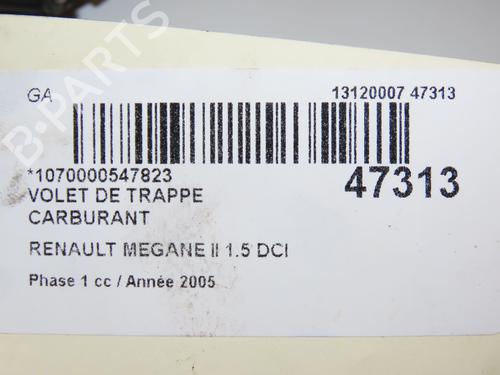 GA 13120007 47313
*1070000547823
47313
VOLET DE TRAPPE
CARBURANT
RENAULT MEGANE II 1.5 DCI
Phase 1 cc / Année 2005
B-PARTS